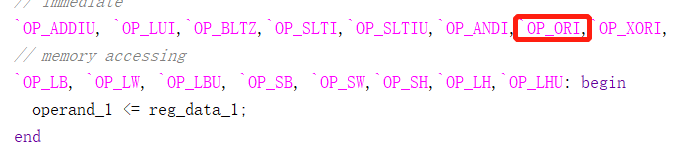 // immediate
`OP_ADDIU, `OP_LUI,`OP_BLTZ,`OP_SLTI,`OP_SLTIU,`OP_ANDI,`OP_ORI,`OP_XORI,
// memory accessing
`OP_LB, `OP_LW, `OP_LBU, `OP_SB, `OP_SW,`OP_SH,`OP_LH,`OP_LHU: begin
operand_1 <= reg_data_1;
end